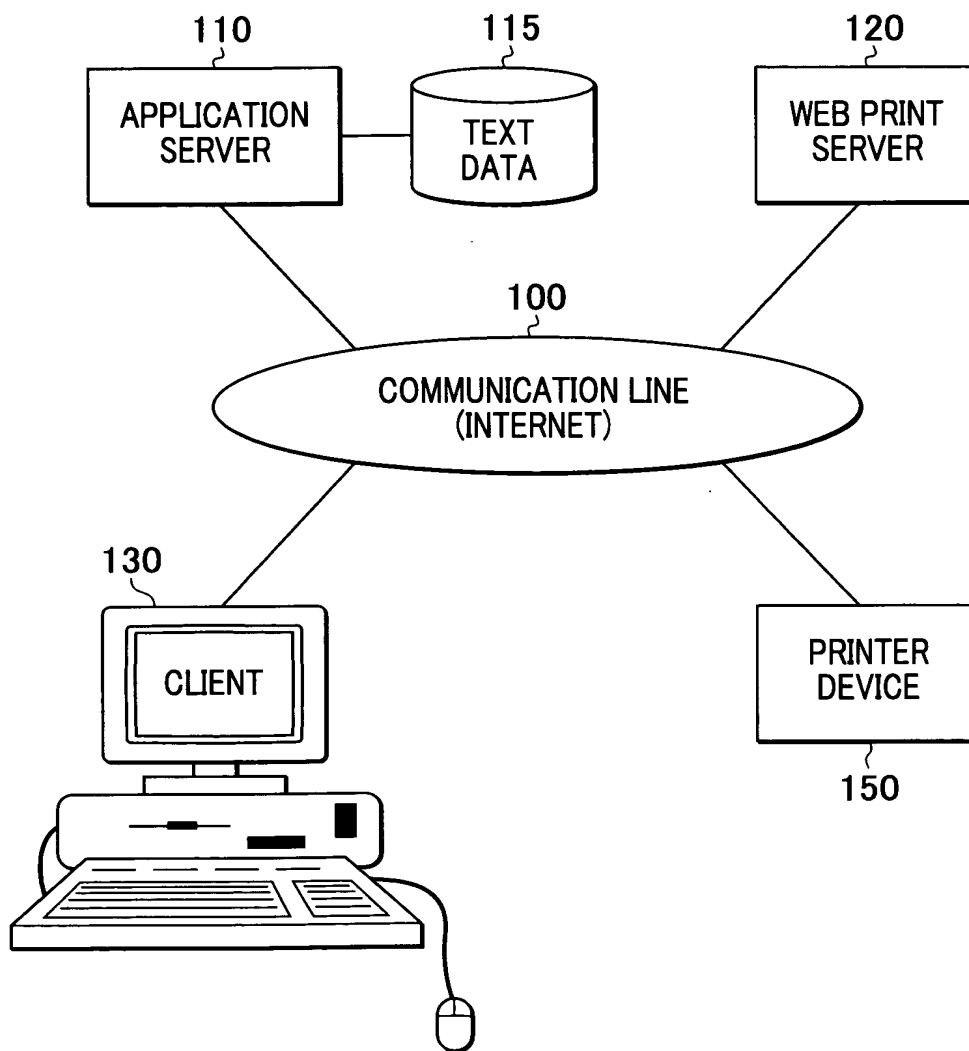 110
115
120
APPLICATION
SERVER
TEXT
DATA
WEB PRINT
SERVER
100
COMMUNICATION LINE
(INTERNET)
130
CLIENT
PRINTER
DEVICE
150